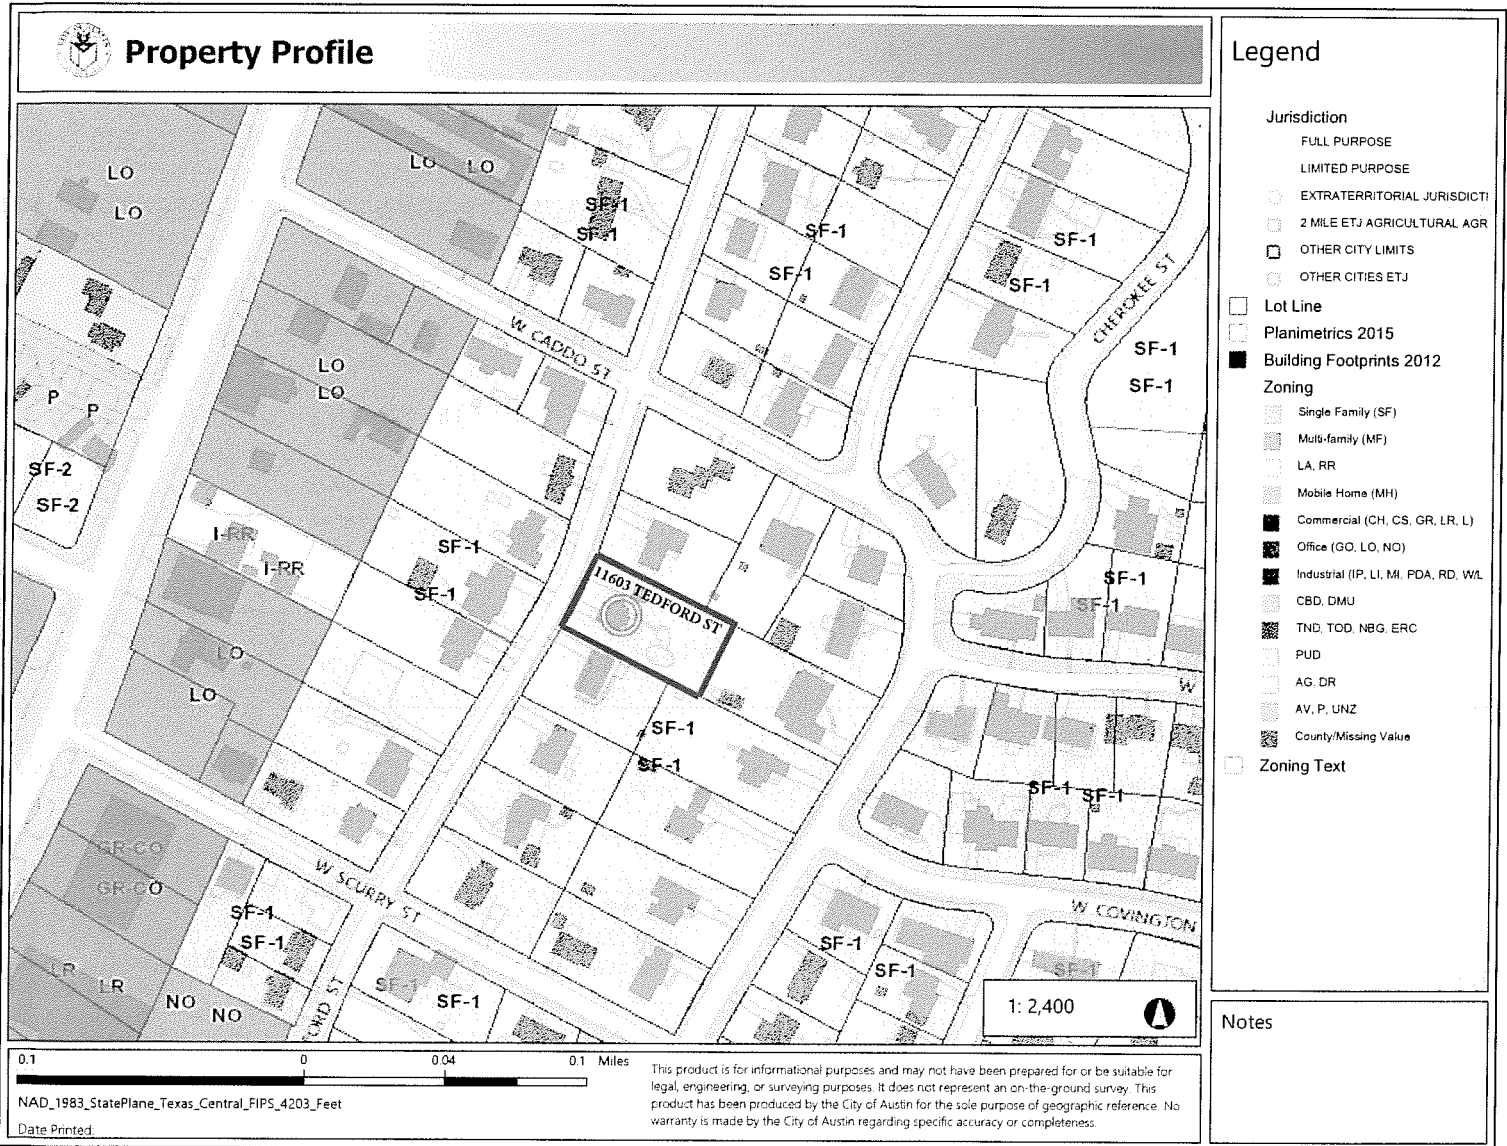 Property Profile
LO
LO
LO LO
SF-1
SF-1
SF-1
SF-1
SF-1
SF-1
CHEROKEE ST
SF-1
SF-1
W CADDO ST
LO
LO
P P
SF-2
SF-2
I-RR
I-RR
SF-1
SF-1
11603 TEDFORD ST
SF-1
SF-1
W
LO
LO
SF-1
SF-1
SF-1 SF-1
GR-CO
GR-CO
W SCURRY ST
SF-1
SF-1
LR
LR
NO
NO
ORD ST
SF-1
SF-1
SF-1
SF-1
SF-1
W COVINGTON
1: 2,400
Legend
Jurisdiction
FULL PURPOSE
LIMITED PURPOSE
EXTRATERRITORIAL JURISDICTI
2 MILE ETJ AGRICULTURAL AGR
OTHER CITY LIMITS
OTHER CITIES ETJ
Lot Line
Planimetrics 2015
Building Footprints 2012
Zoning
Single Family (SF)
Multi-family (MF)
LA, RR
Mobile Home (MH)
Commercial (CH, CS, GR, LR, L)
Office (GO, LO, NO)
Industrial (IP, LI, MI, PDA, RD, W/L
CBD, DMU
TND, TOD, NBG, ERC
PUD
AG, DR
AV, P, UNZ
County/Missing Value
Zoning Text
Notes
0.1 0 0.04 0.1 Miles
NAD_1983_StatePlane_Texas_Central_FIPS_4203_Feet
Date Printed:
This product is for informational purposes and may not have been prepared for or be suitable for
legal, engineering, or surveying purposes. It does not represent an on-the-ground survey. This
product has been produced by the City of Austin for the sole purpose of geographic reference. No
warranty is made by the City of Austin regarding specific accuracy or completeness.